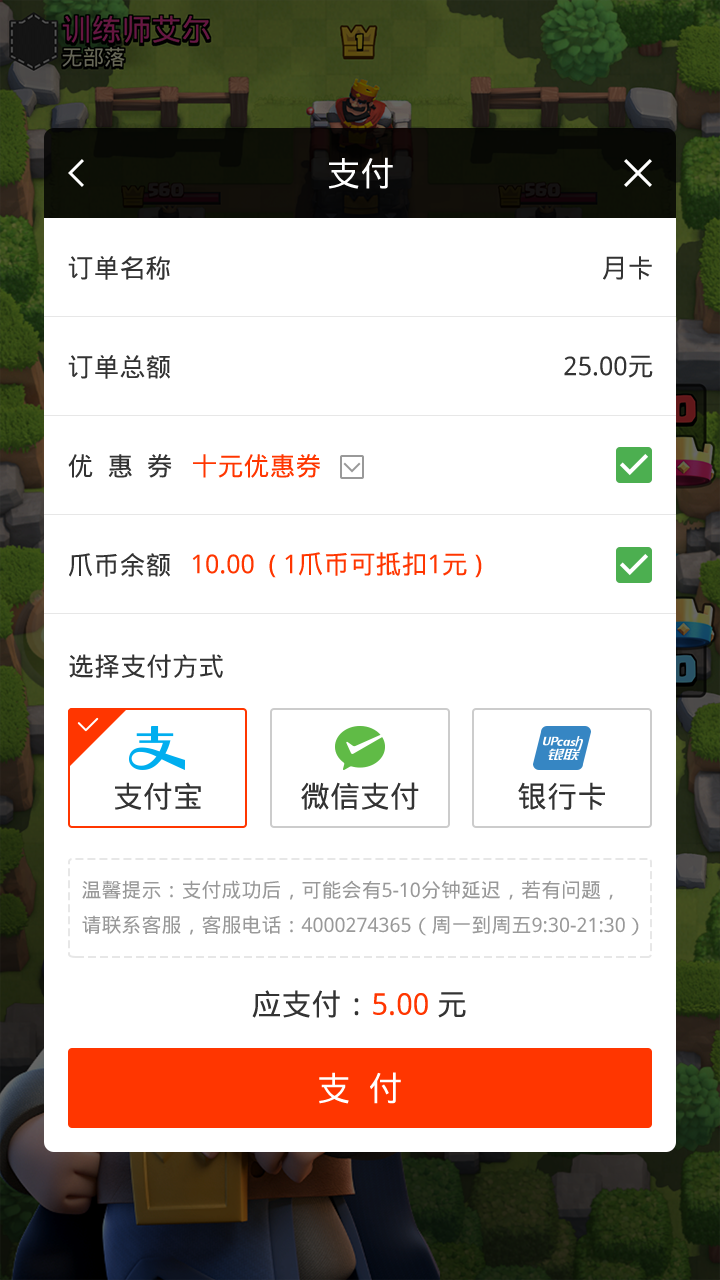 训练师艾尔
无部落
1
支付
560
560
订单名称 月卡
订单总额 25.00元
优惠券 十元优惠券
爪币余额 10.00（1爪币可抵扣1元）
选择支付方式
支
支付宝
微信支付
UPcash
银联
银行卡
温馨提示：支付成功后，可能会有5-10分钟延迟，若有问题，
请联系客服，客服电话：4000274365（周一到周五9:30-21:30）
应支付：5.00 元
支 付
0
0